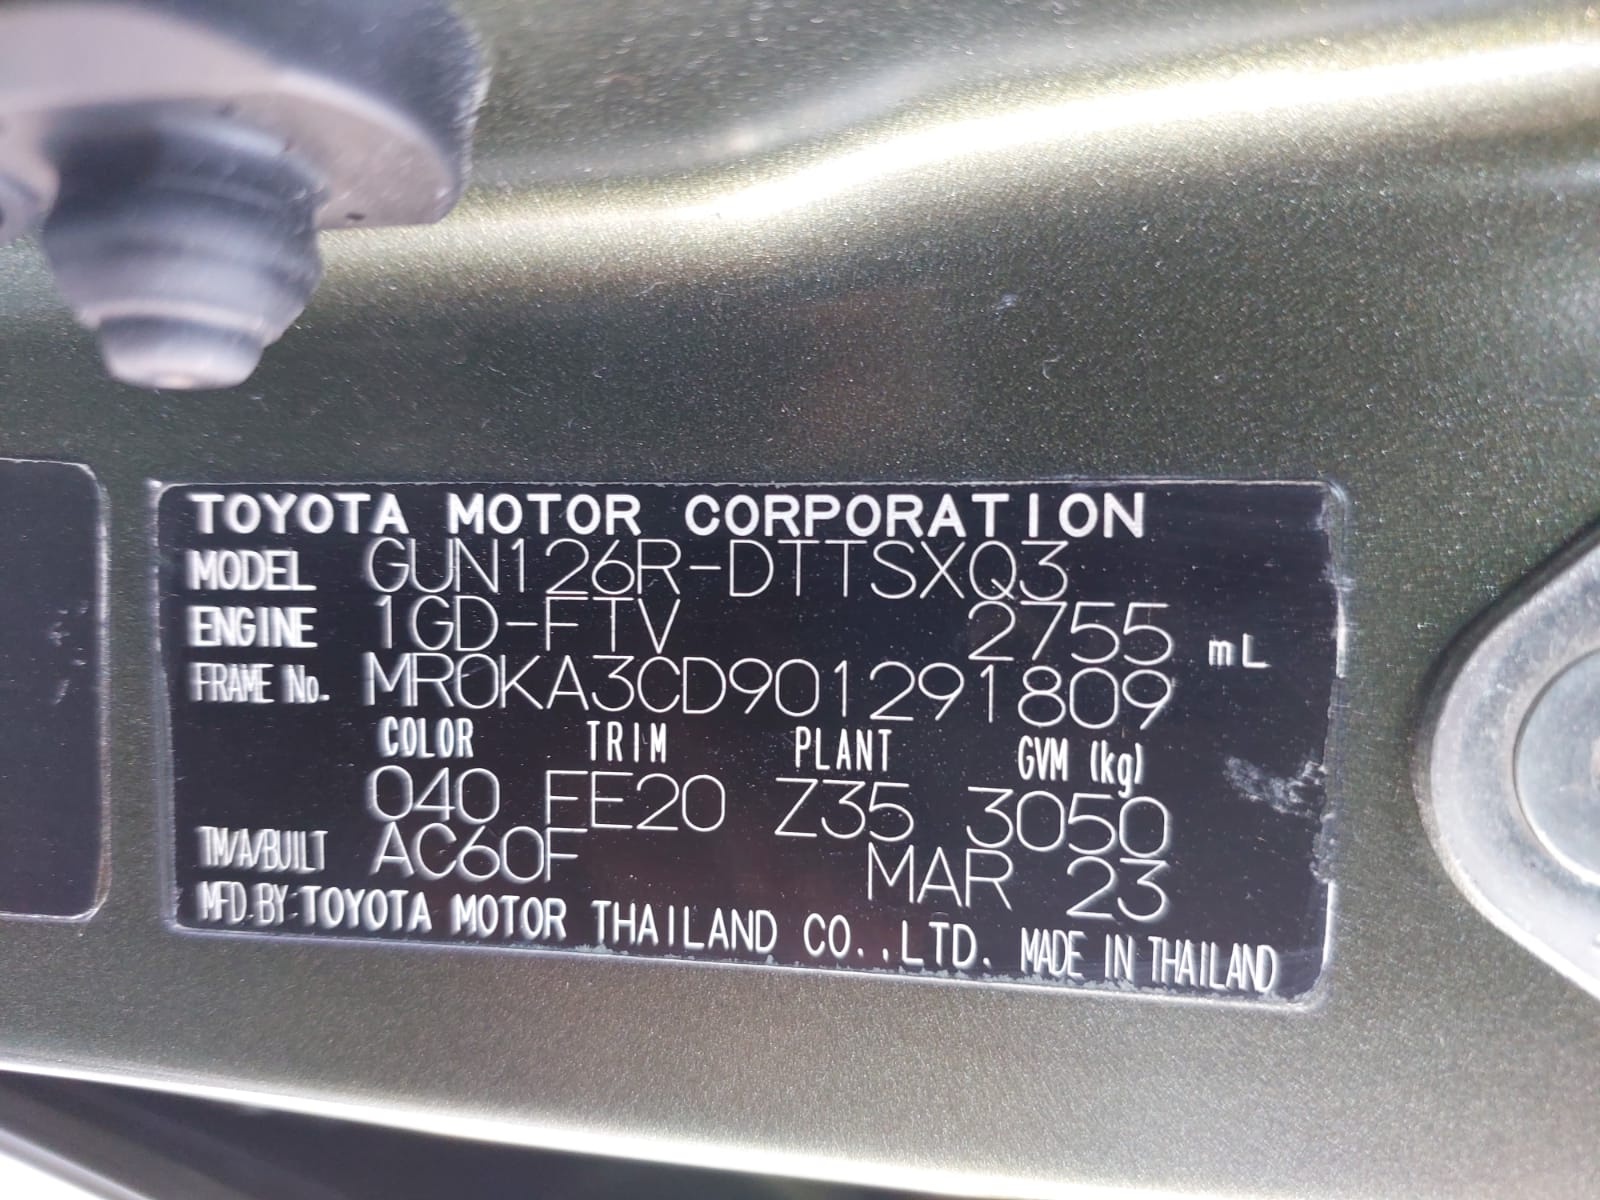 TOYOTA MOTOR CORPORATION
MODEL GUN126R-DTTSXQ3
ENGINE 1GD-FTV 2755 mL
FRAME No. MR0KA3CD901291809
COLOR TRIM PLANT GVM (kg)
040 FE20 Z35 3050
TM/A/BUILT AC60F MAR 23
MFD.BY:TOYOTA MOTOR THAILAND CO.,LTD. MADE IN THAILAND